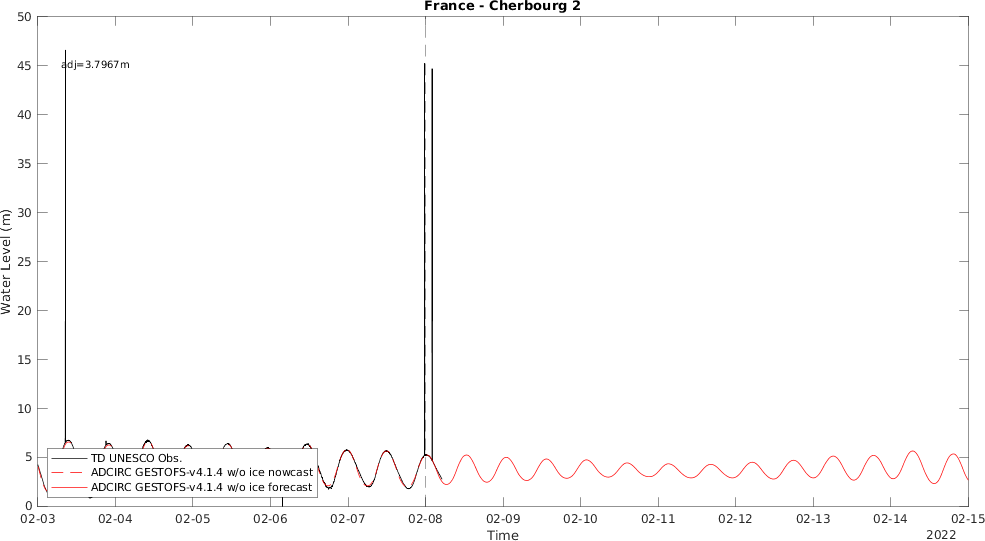 France - Cherbourg 2
50
45
40
35
30
25
20
15
10
5
0
Water Level (m)
adj=3.7967m
TD UNESCO Obs.
ADCIRC GESTOFS-v4.1.4 w/o ice nowcast
ADCIRC GESTOFS-v4.1.4 w/o ice forecast
02-03 02-04 02-05 02-06 02-07 02-08 02-09 02-10 02-11 02-12 02-13 02-14 02-15
Time
2022